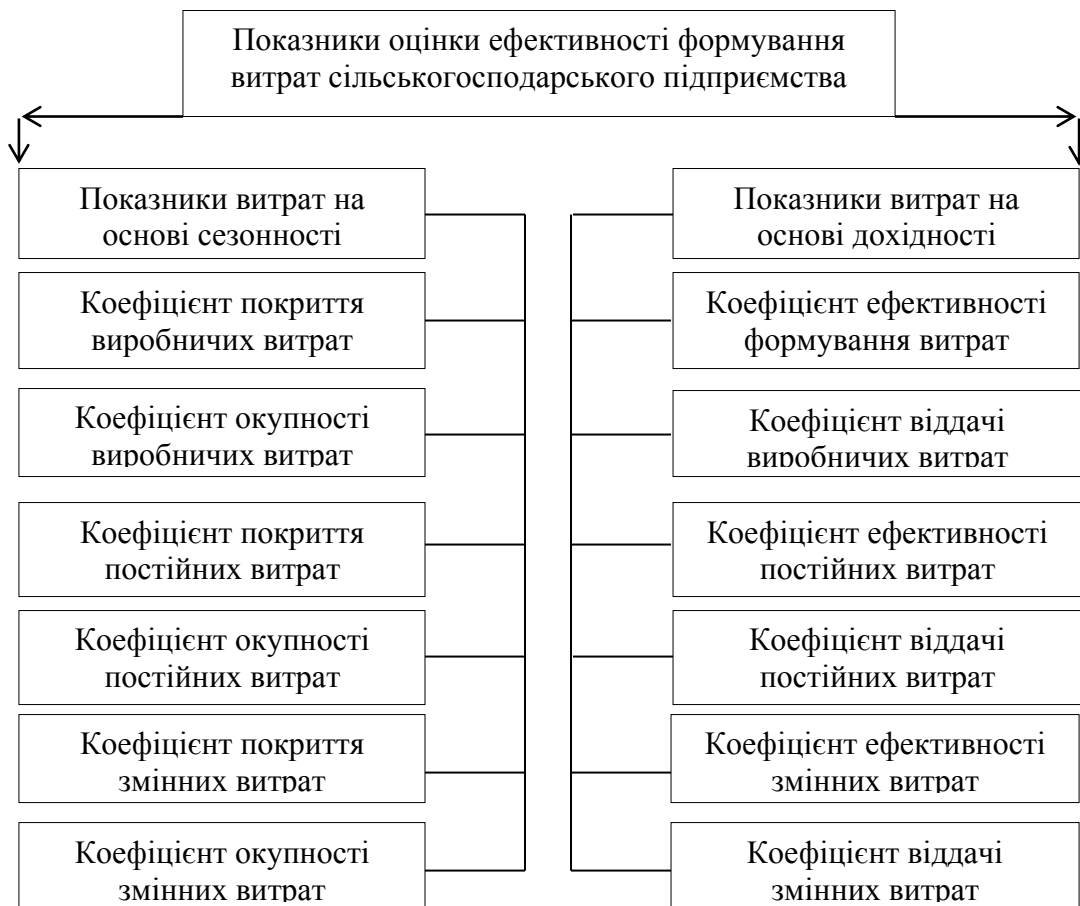 Показники оцінки ефективності формування
витрат сільськогосподарського підприємства
Показники витрат на
основі сезонності
Коефіцієнт покриття
виробничих витрат
Коефіцієнт окупності
виробничих витрат
Коефіцієнт покриття
постійних витрат
Коефіцієнт окупності
постійних витрат
Коефіцієнт покриття
змінних витрат
Коефіцієнт окупності
змінних витрат
Показники витрат на
основі дохідності
Коефіцієнт ефективності
формування витрат
Коефіцієнт віддачі
виробничих витрат
Коефіцієнт ефективності
постійних витрат
Коефіцієнт віддачі
постійних витрат
Коефіцієнт ефективності
змінних витрат
Коефіцієнт віддачі
змінних витрат